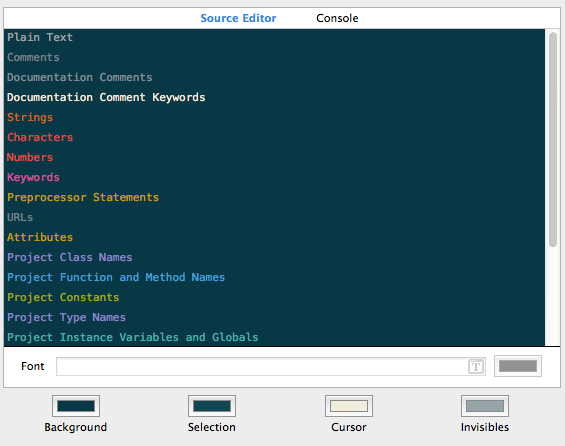 Source Editor Console
Plain Text
Comments
Documentation Comments
Documentation Comment Keywords
Strings
Characters
Numbers
Keywords
Preprocessor Statements
URLs
Attributes
Project Class Names
Project Function and Method Names
Project Constants
Project Type Names
Project Instance Variables and Globals
Font T
Background Selection Cursor Invisibles